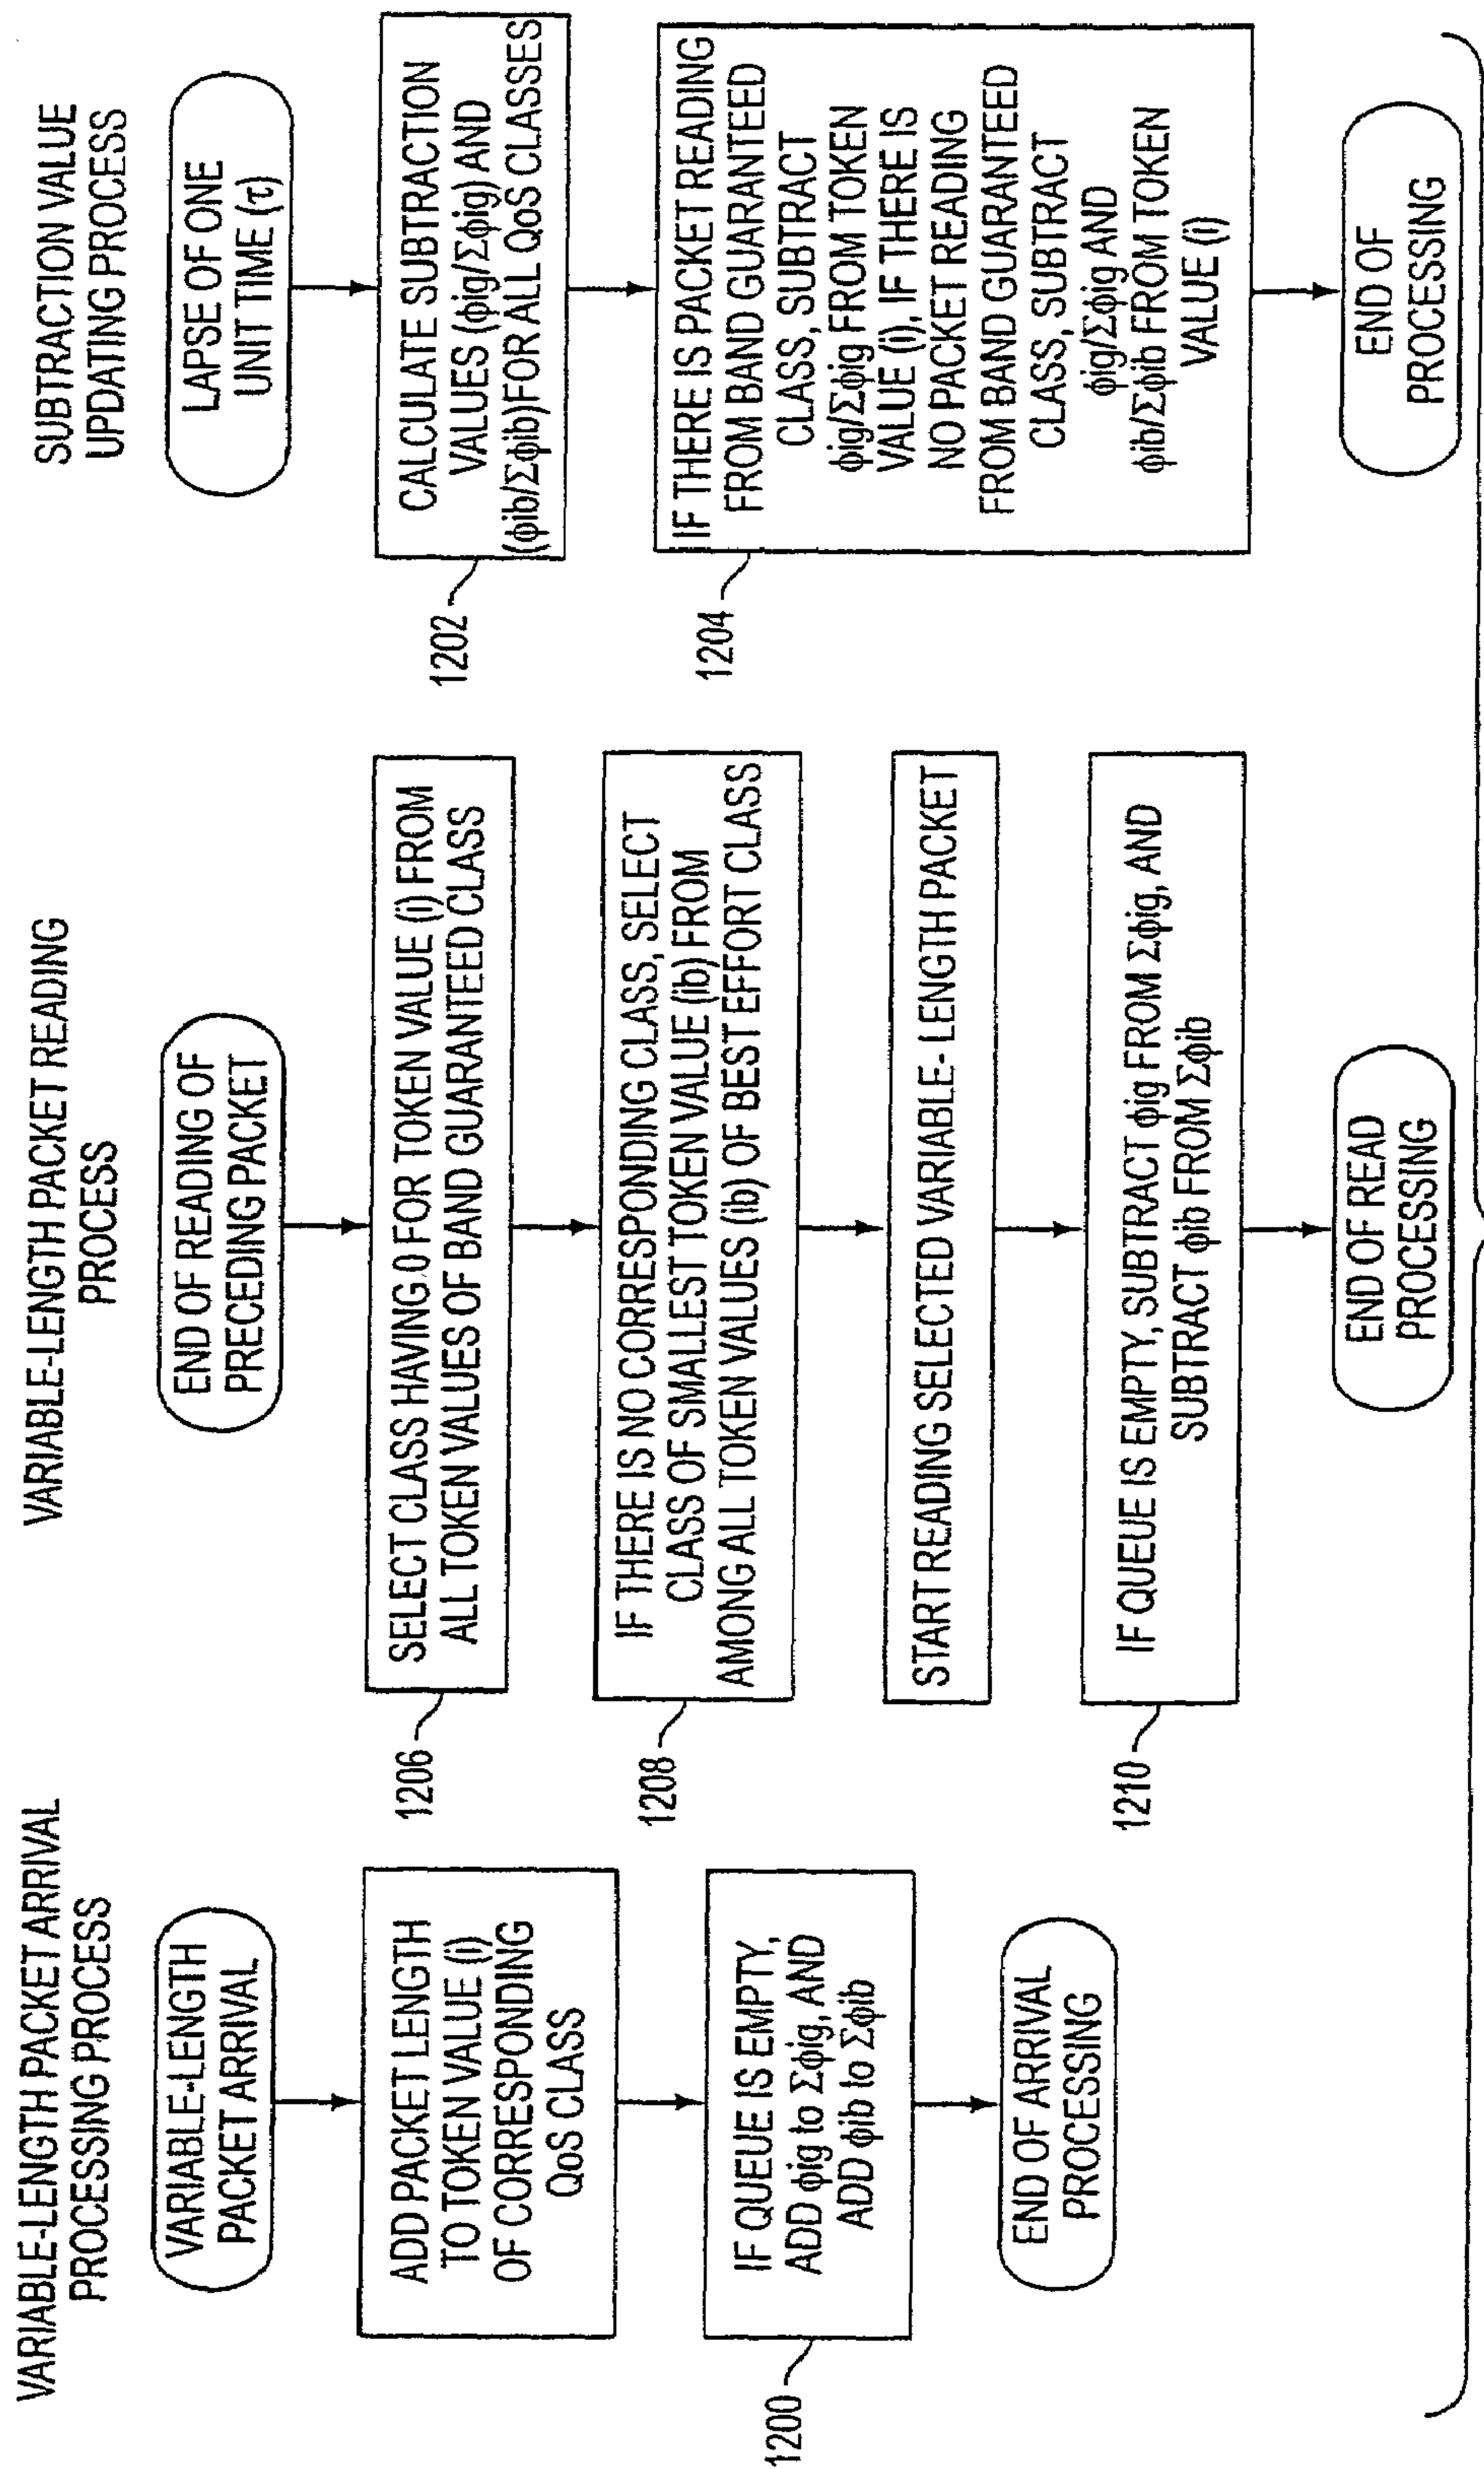 VARIABLE-LENGTH PACKET ARRIVAL
PROCESSING PROCESS
VARIABLE-LENGTH
PACKET ARRIVAL
ADD PACKET LENGTH
TO TOKEN VALUE (i)
OF CORRESPONDING
QoS CLASS
IF QUEUE IS EMPTY,
ADD ϕig to Σϕig, AND
ADD ϕib to Σϕib
1200
END OF ARRIVAL
PROCESSING
VARIABLE-LENGTH PACKET READING
PROCESS
END OF READING OF
PRECEDING PACKET
SELECT CLASS HAVING 0 FOR TOKEN VALUE (i) FROM
ALL TOKEN VALUES OF BAND GUARANTEED CLASS
1206
IF THERE IS NO CORRESPONDING CLASS, SELECT
CLASS OF SMALLEST TOKEN VALUE (ib) FROM
AMONG ALL TOKEN VALUES (ib) OF BEST EFFORT CLASS
1208
START READING SELECTED VARIABLE- LENGTH PACKET
IF QUEUE IS EMPTY, SUBTRACT ϕig FROM Σϕig, AND
SUBTRACT ϕib FROM Σϕib
1210
END OF READ
PROCESSING
SUBTRACTION VALUE
UPDATING PROCESS
LAPSE OF ONE
UNIT TIME (τ)
CALCULATE SUBTRACTION
VALUES (ϕig/Σϕig) AND
(ϕib/Σϕib)FOR ALL QoS CLASSES
1202
IF THERE IS PACKET READING
FROM BAND GUARANTEED
CLASS, SUBTRACT
ϕig/Σϕig FROM TOKEN
VALUE (i), IF THERE IS
NO PACKET READING
FROM BAND GUARANTEED
CLASS, SUBTRACT
ϕig/Σϕig AND
ϕib/Σϕib FROM TOKEN
VALUE (i)
1204
END OF
PROCESSING